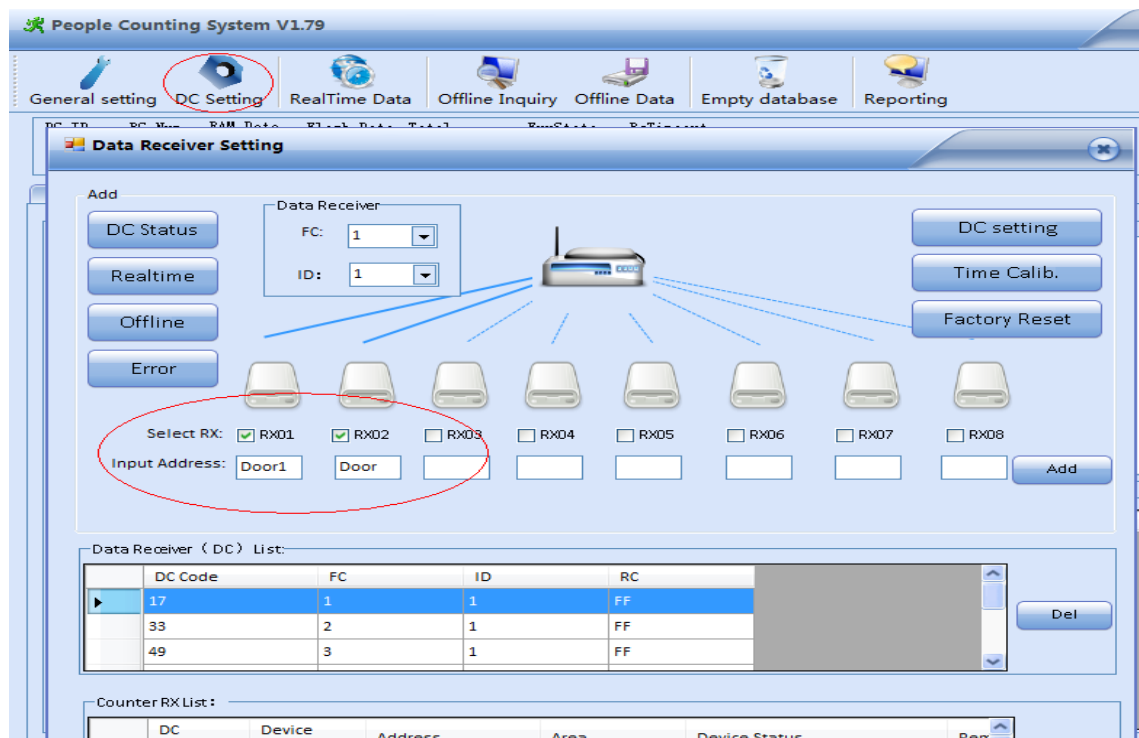 People Counting System V1.79
General setting DC Setting RealTime Data Offline Inquiry Offline Data Empty database Reporting
Data Receiver Setting
Add
Data Receiver
DC Status
FC: 1
DC setting
Realtime
ID: 1
Time Calib.
Offline
Factory Reset
Error
Select RX: RX01 RX02 RX03 RX04 RX05 RX06 RX07 RX08
Input Address: Door1 Door
Add
Data Receiver (DC) List:
DC Code FC ID RC
17 1 1 FF
33 2 1 FF
49 3 1 FF
Del
Counter RX List:
DC Device Address Area Device Status